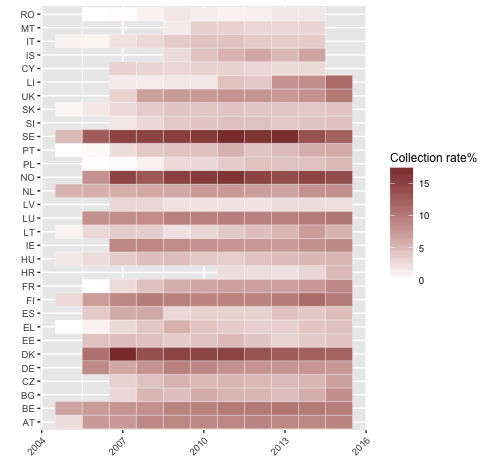 RO
MT
IT
IS
CY
LI
UK
SK
SI
SE
PT
PL
NO
NL
LV
LU
LT
IE
HU
HR
FR
FI
ES
EL
EE
DK
DE
CZ
BG
BE
AT
2004 2007 2010 2013 2016
Collection rate%
15
10
5
0